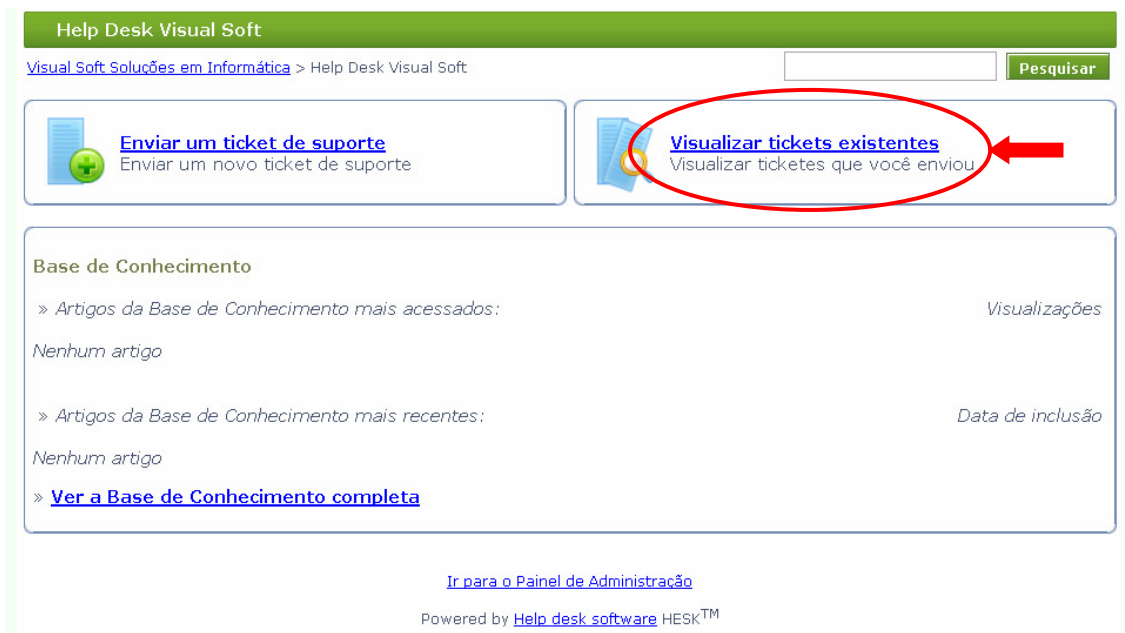 Help Desk Visual Soft
Visual Soft Soluções em Informática > Help Desk Visual Soft
Pesquisar
Enviar um ticket de suporte
Enviar um novo ticket de suporte
Visualizar tickets existentes
Visualizar ticketes que você enviou
Base de Conhecimento
» Artigos da Base de Conhecimento mais acessados: Visualizações
Nenhum artigo
» Artigos da Base de Conhecimento mais recentes: Data de inclusão
Nenhum artigo
» Ver a Base de Conhecimento completa
Ir para o Painel de Administração
Powered by Help desk software HESK™